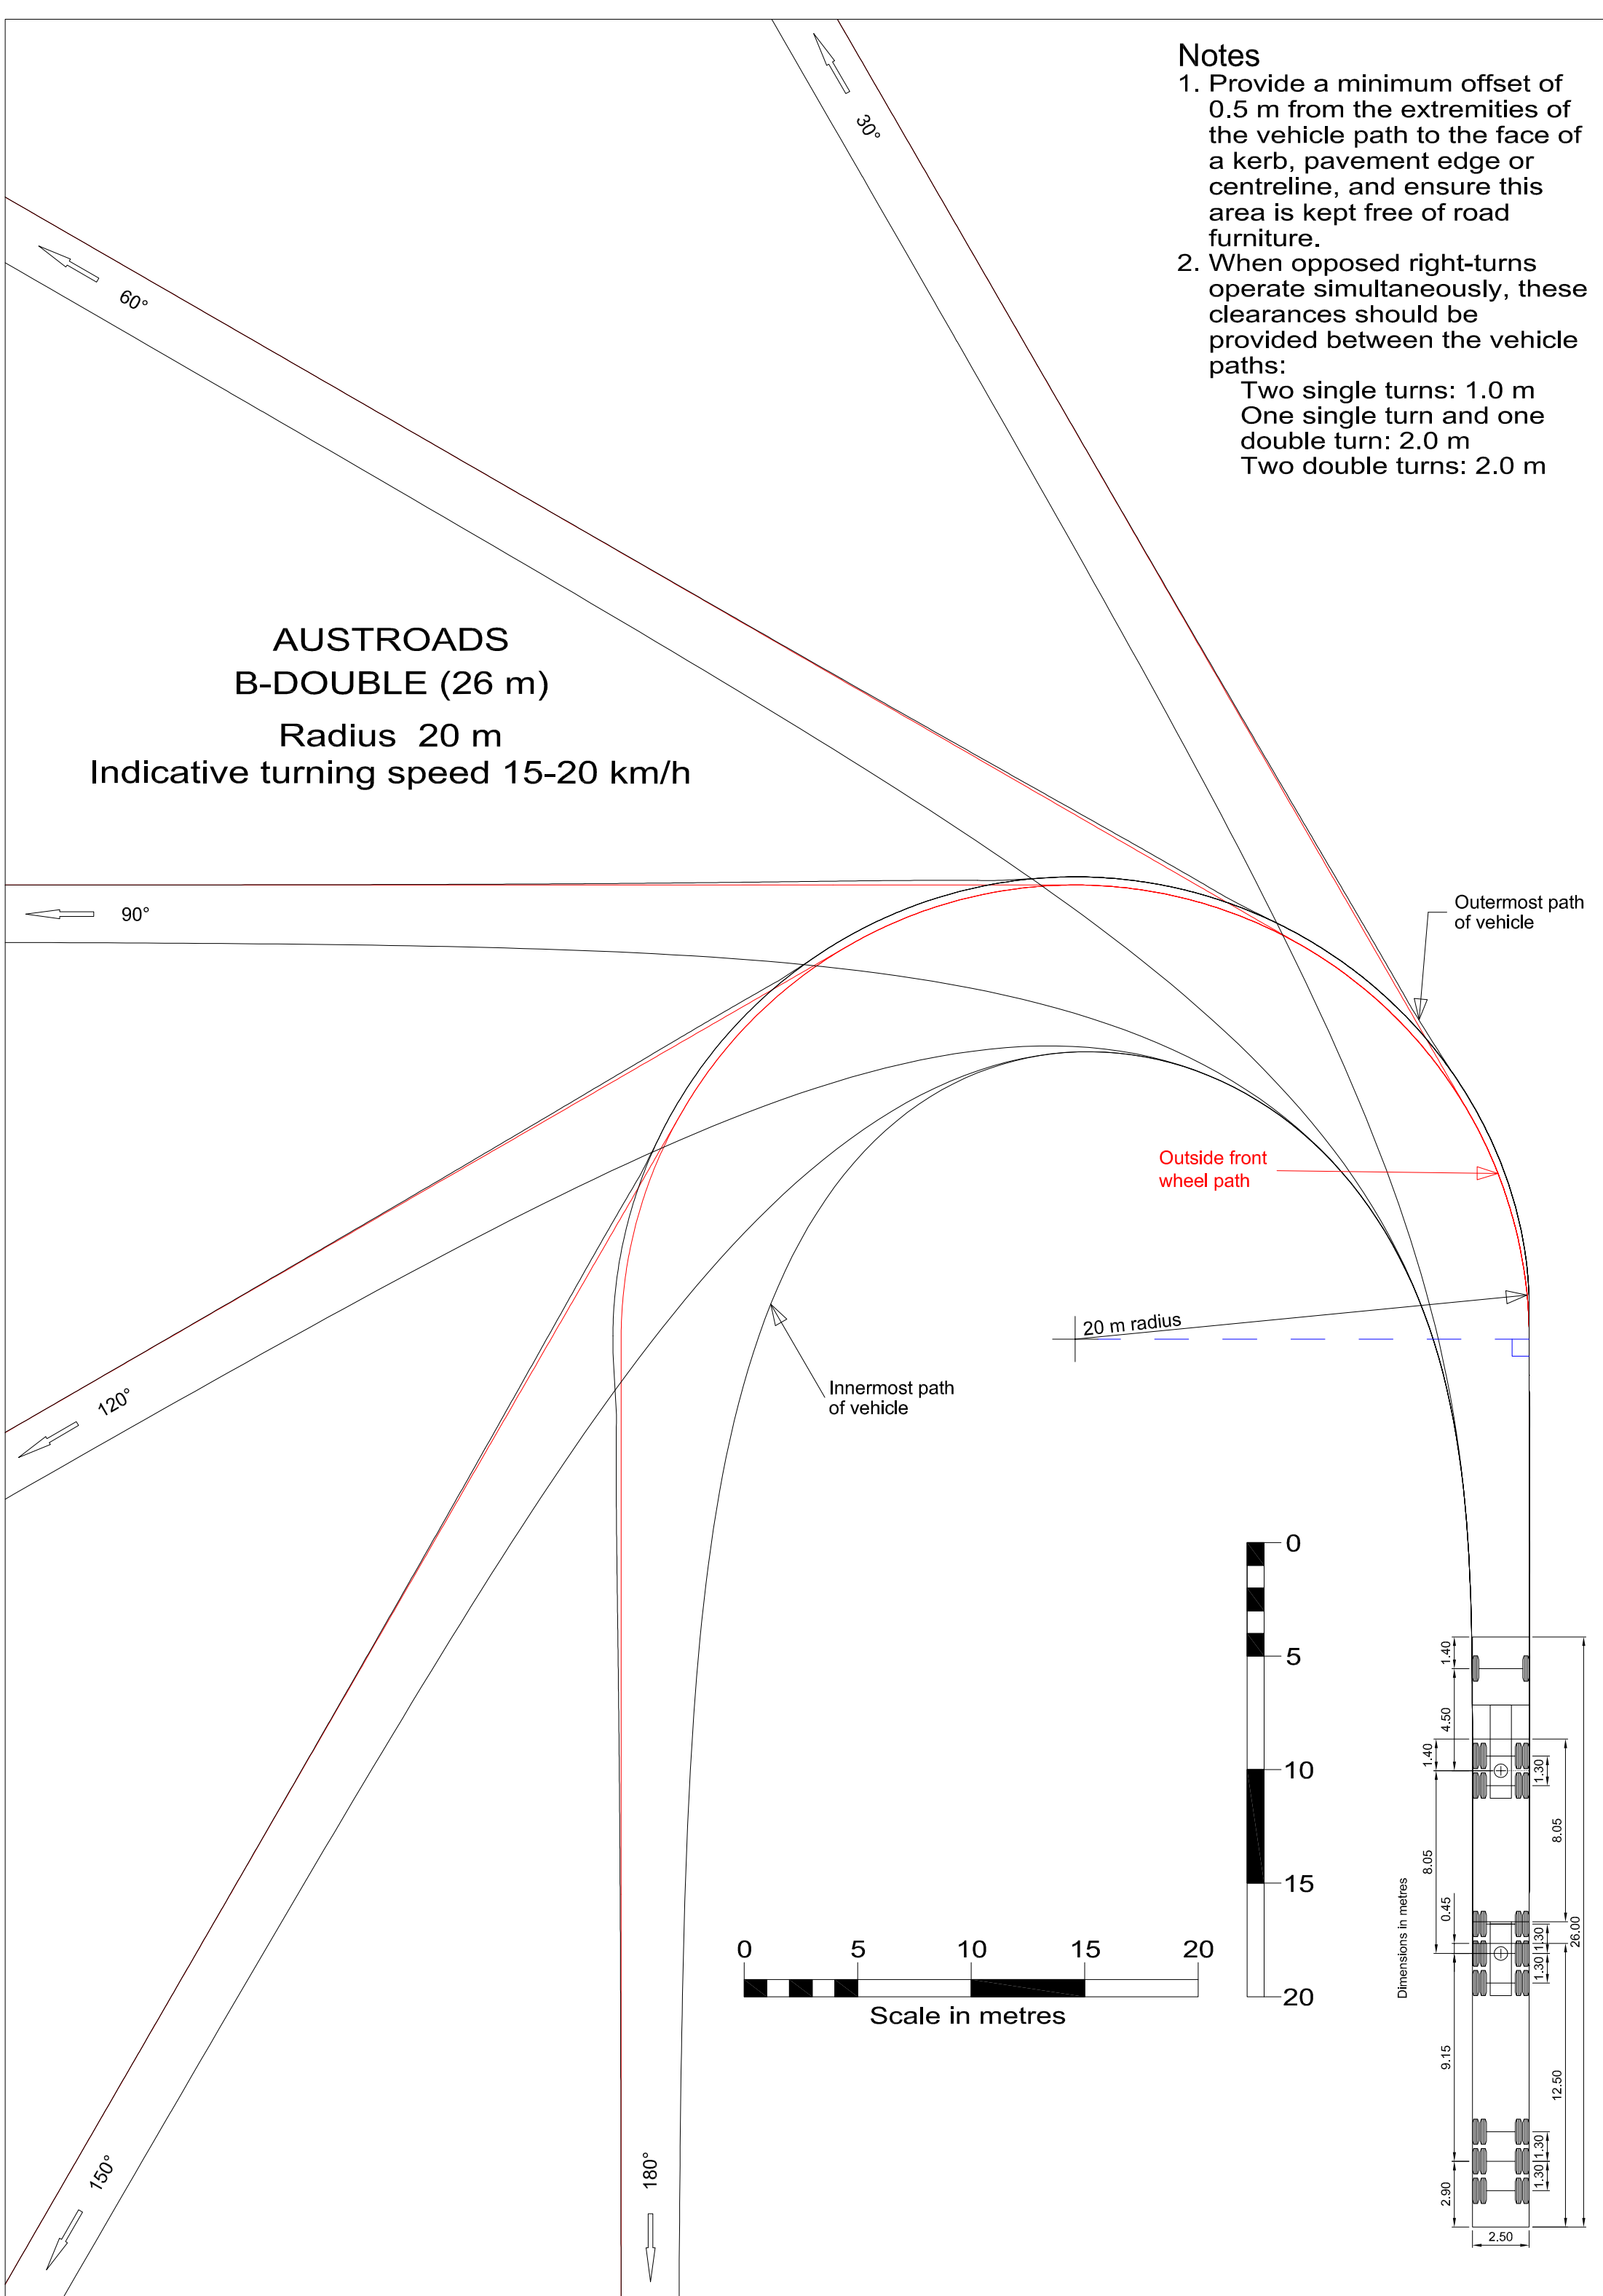 Notes
1. Provide a minimum offset of
0.5 m from the extremities of
the vehicle path to the face of
a kerb, pavement edge or
centreline, and ensure this
area is kept free of road
furniture.
2. When opposed right-turns
operate simultaneously, these
clearances should be
provided between the vehicle
paths:
Two single turns: 1.0 m
One single turn and one
double turn: 2.0 m
Two double turns: 2.0 m
30°
60°
AUSTROADS
B-DOUBLE (26 m)
Radius 20 m
Indicative turning speed 15-20 km/h
90°
Outermost path
of vehicle
Outside front
wheel path
20 m radius
Innermost path
of vehicle
120°
150°
180°
0
5
10
15
20
0
5
10
15
20
Scale in metres
Dimensions in metres
1.40
4.50
1.40
1.30
8.05
8.05
0.45
1.30
1.30
26.00
9.15
12.50
1.30
1.30
2.90
2.50